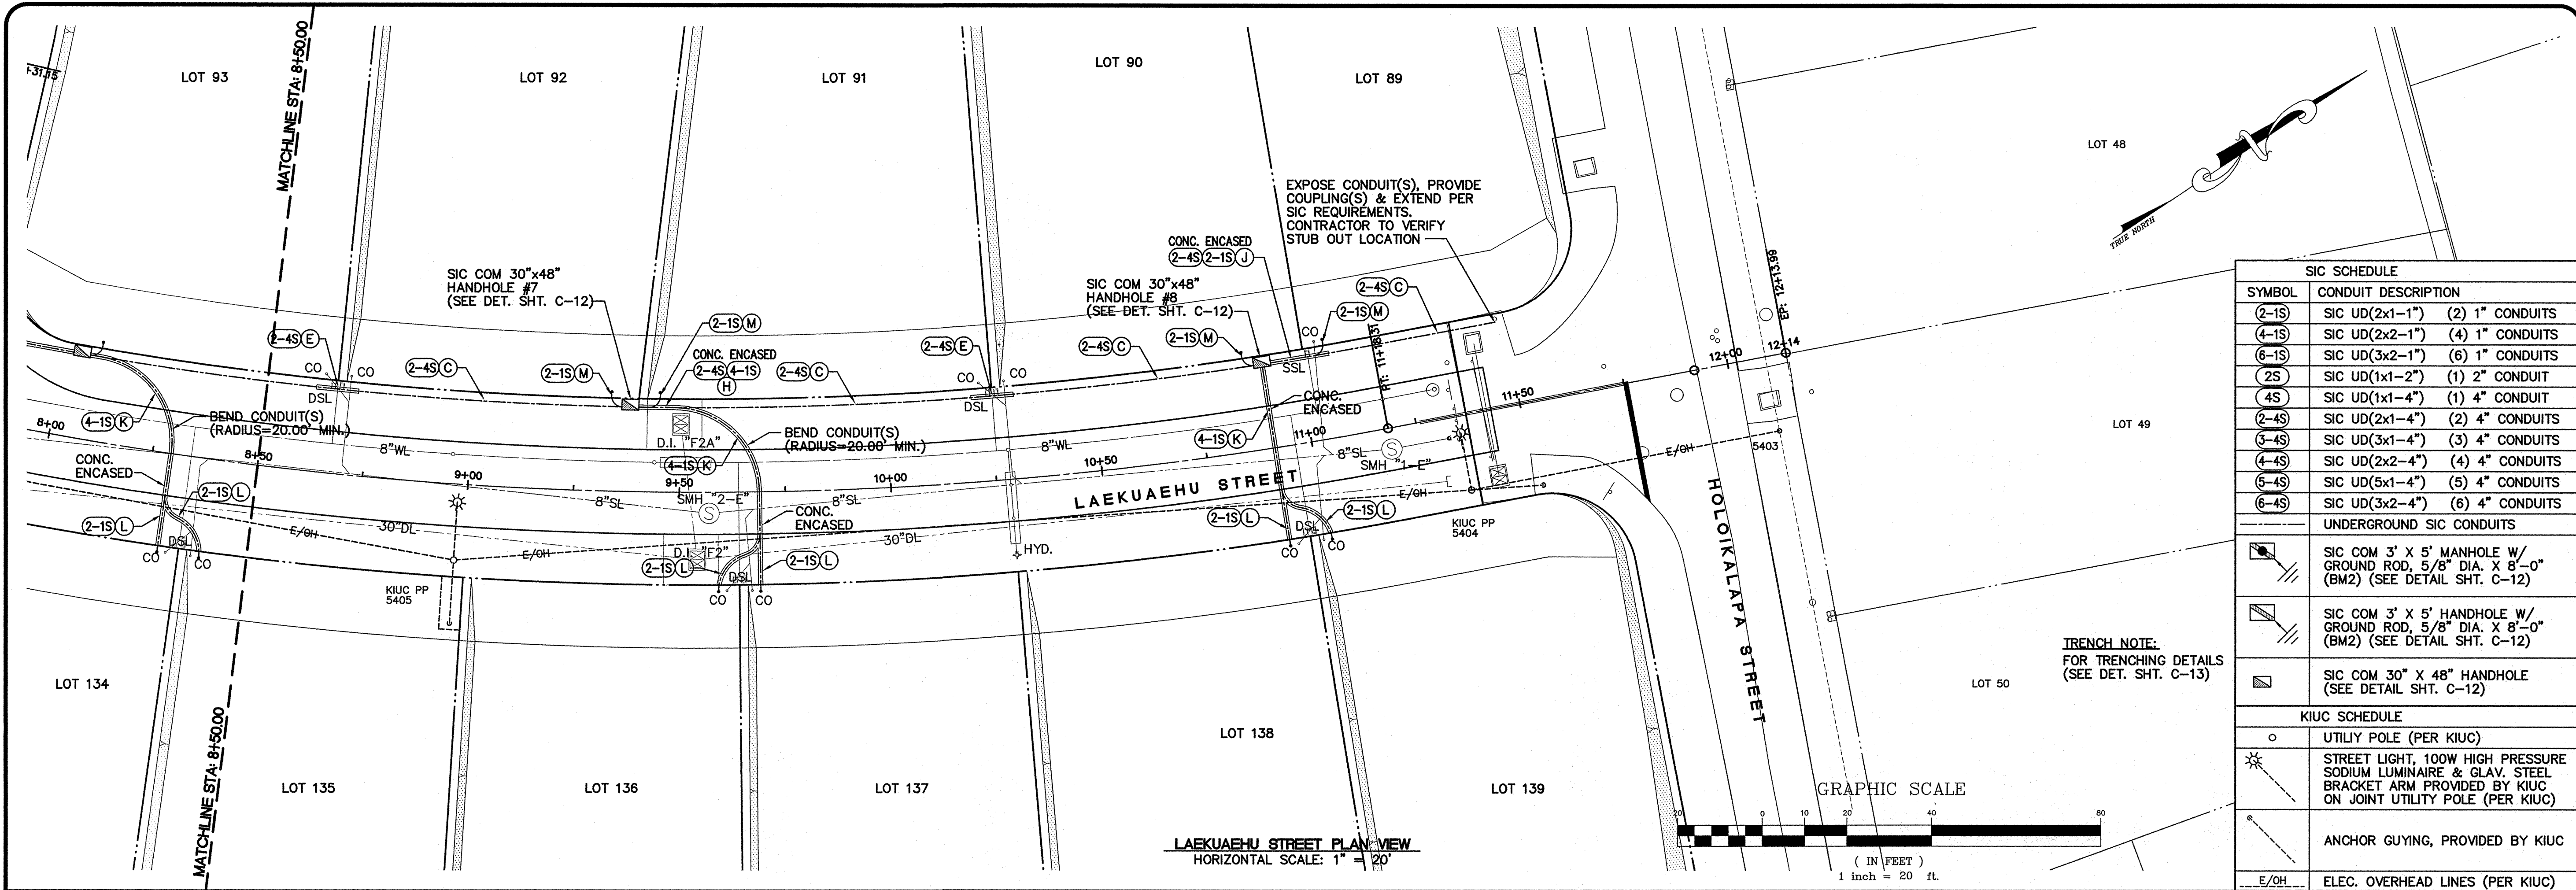 +31.15
LOT 93
MATCHLINE STA: 8+50.00
LOT 92
LOT 91
LOT 90
LOT 89
LOT 48
TRUE NORTH
EXPOSE CONDUIT(S), PROVIDE
COUPLING(S) & EXTEND PER
SIC REQUIREMENTS.
CONTRACTOR TO VERIFY
STUB OUT LOCATION
CONC. ENCASED
2-4S 2-1S J
SIC COM 30"x48"
HANDHOLE #7
(SEE DET. SHT. C-12)
SIC COM 30"x48"
HANDHOLE #8
(SEE DET. SHT. C-12)
2-4S C
2-1S M
2-1S M
2-1S M
CONC. ENCASED
2-4S 4-1S
H
2-4S E
CO
CO
2-4S C
2-1S M
2-4S C
2-4S E
CO
CO
2-4S C
CO
SSL
DSL
DSL
PT: 11+18.31
EP: 12+13.99
12+00
12+14
11+50
4-1S K
BEND CONDUIT(S)
(RADIUS=20.00' MIN.)
D.I. "F2A"
BEND CONDUIT(S)
(RADIUS=20.00' MIN.)
4-1S K
4-1S K
CONC.
ENCASED
8"WL
8"WL
8+00
8+50
9+00
9+50
10+00
10+50
11+00
8"SL
SMH "2-E"
8"SL
8"SL
SMH "1-E"
S
S
LAEKUAEHU STREET
CONC.
ENCASED
CONC.
ENCASED
2-1S L
2-1S L
DSL
CO
CO
E/OH
30"DL
E/OH
D.I. "F2"
2-1S L
DSL
2-1S L
CO
CO
30"DL
HYD.
2-1S L
DSL
2-1S L
CO
CO
E/OH
E/OH
5403
KIUC PP
5404
KIUC PP
5405
HOLOIKALAPA STREET
LOT 49
LOT 50
TRENCH NOTE:
FOR TRENCHING DETAILS
(SEE DET. SHT. C-13)
LOT 134
MATCHLINE STA: 8+50.00
LOT 135
LOT 136
LOT 137
LOT 138
LOT 139
LAEKUAEHU STREET PLAN VIEW
HORIZONTAL SCALE: 1" = 20'
GRAPHIC SCALE
20 0 10 20 40 80
( IN FEET )
1 inch = 20 ft.
SIC SCHEDULE
SYMBOL CONDUIT DESCRIPTION
2-1S SIC UD(2x1-1") (2) 1" CONDUITS
4-1S SIC UD(2x2-1") (4) 1" CONDUITS
6-1S SIC UD(3x2-1") (6) 1" CONDUITS
2S SIC UD(1x1-2") (1) 2" CONDUIT
4S SIC UD(1x1-4") (1) 4" CONDUIT
2-4S SIC UD(2x1-4") (2) 4" CONDUITS
3-4S SIC UD(3x1-4") (3) 4" CONDUITS
4-4S SIC UD(2x2-4") (4) 4" CONDUITS
5-4S SIC UD(5x1-4") (5) 4" CONDUITS
6-4S SIC UD(3x2-4") (6) 4" CONDUITS
UNDERGROUND SIC CONDUITS
SIC COM 3' X 5' MANHOLE W/
GROUND ROD, 5/8" DIA. X 8'-0"
(BM2) (SEE DETAIL SHT. C-12)
SIC COM 3' X 5' HANDHOLE W/
GROUND ROD, 5/8" DIA. X 8'-0"
(BM2) (SEE DETAIL SHT. C-12)
SIC COM 30" X 48" HANDHOLE
(SEE DETAIL SHT. C-12)
KIUC SCHEDULE
UTILIY POLE (PER KIUC)
STREET LIGHT, 100W HIGH PRESSURE
SODIUM LUMINAIRE & GLAV. STEEL
BRACKET ARM PROVIDED BY KIUC
ON JOINT UTILITY POLE (PER KIUC)
ANCHOR GUYING, PROVIDED BY KIUC
E/OH ELEC. OVERHEAD LINES (PER KIUC)